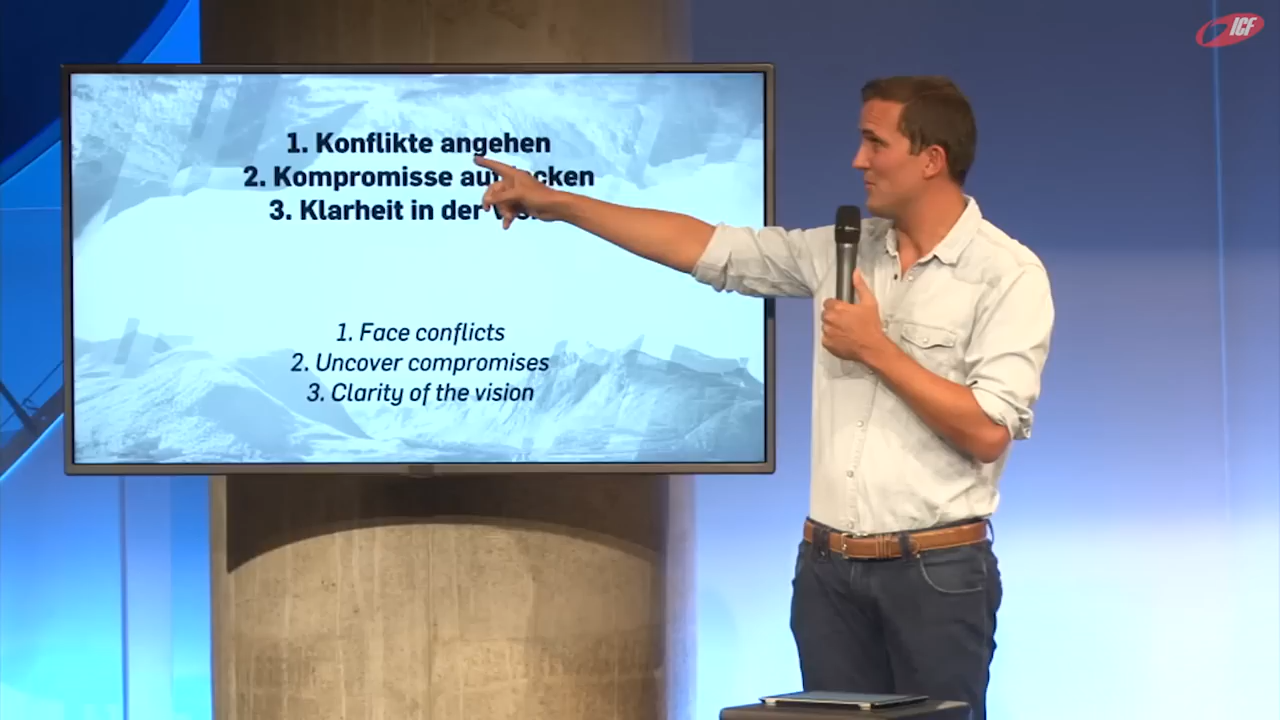 1. Konflikte angehen
2. Kompromisse
3. Klarheit in der
1. Face conflicts
2. Uncover compromises
3. Clarity of the vision
ICF